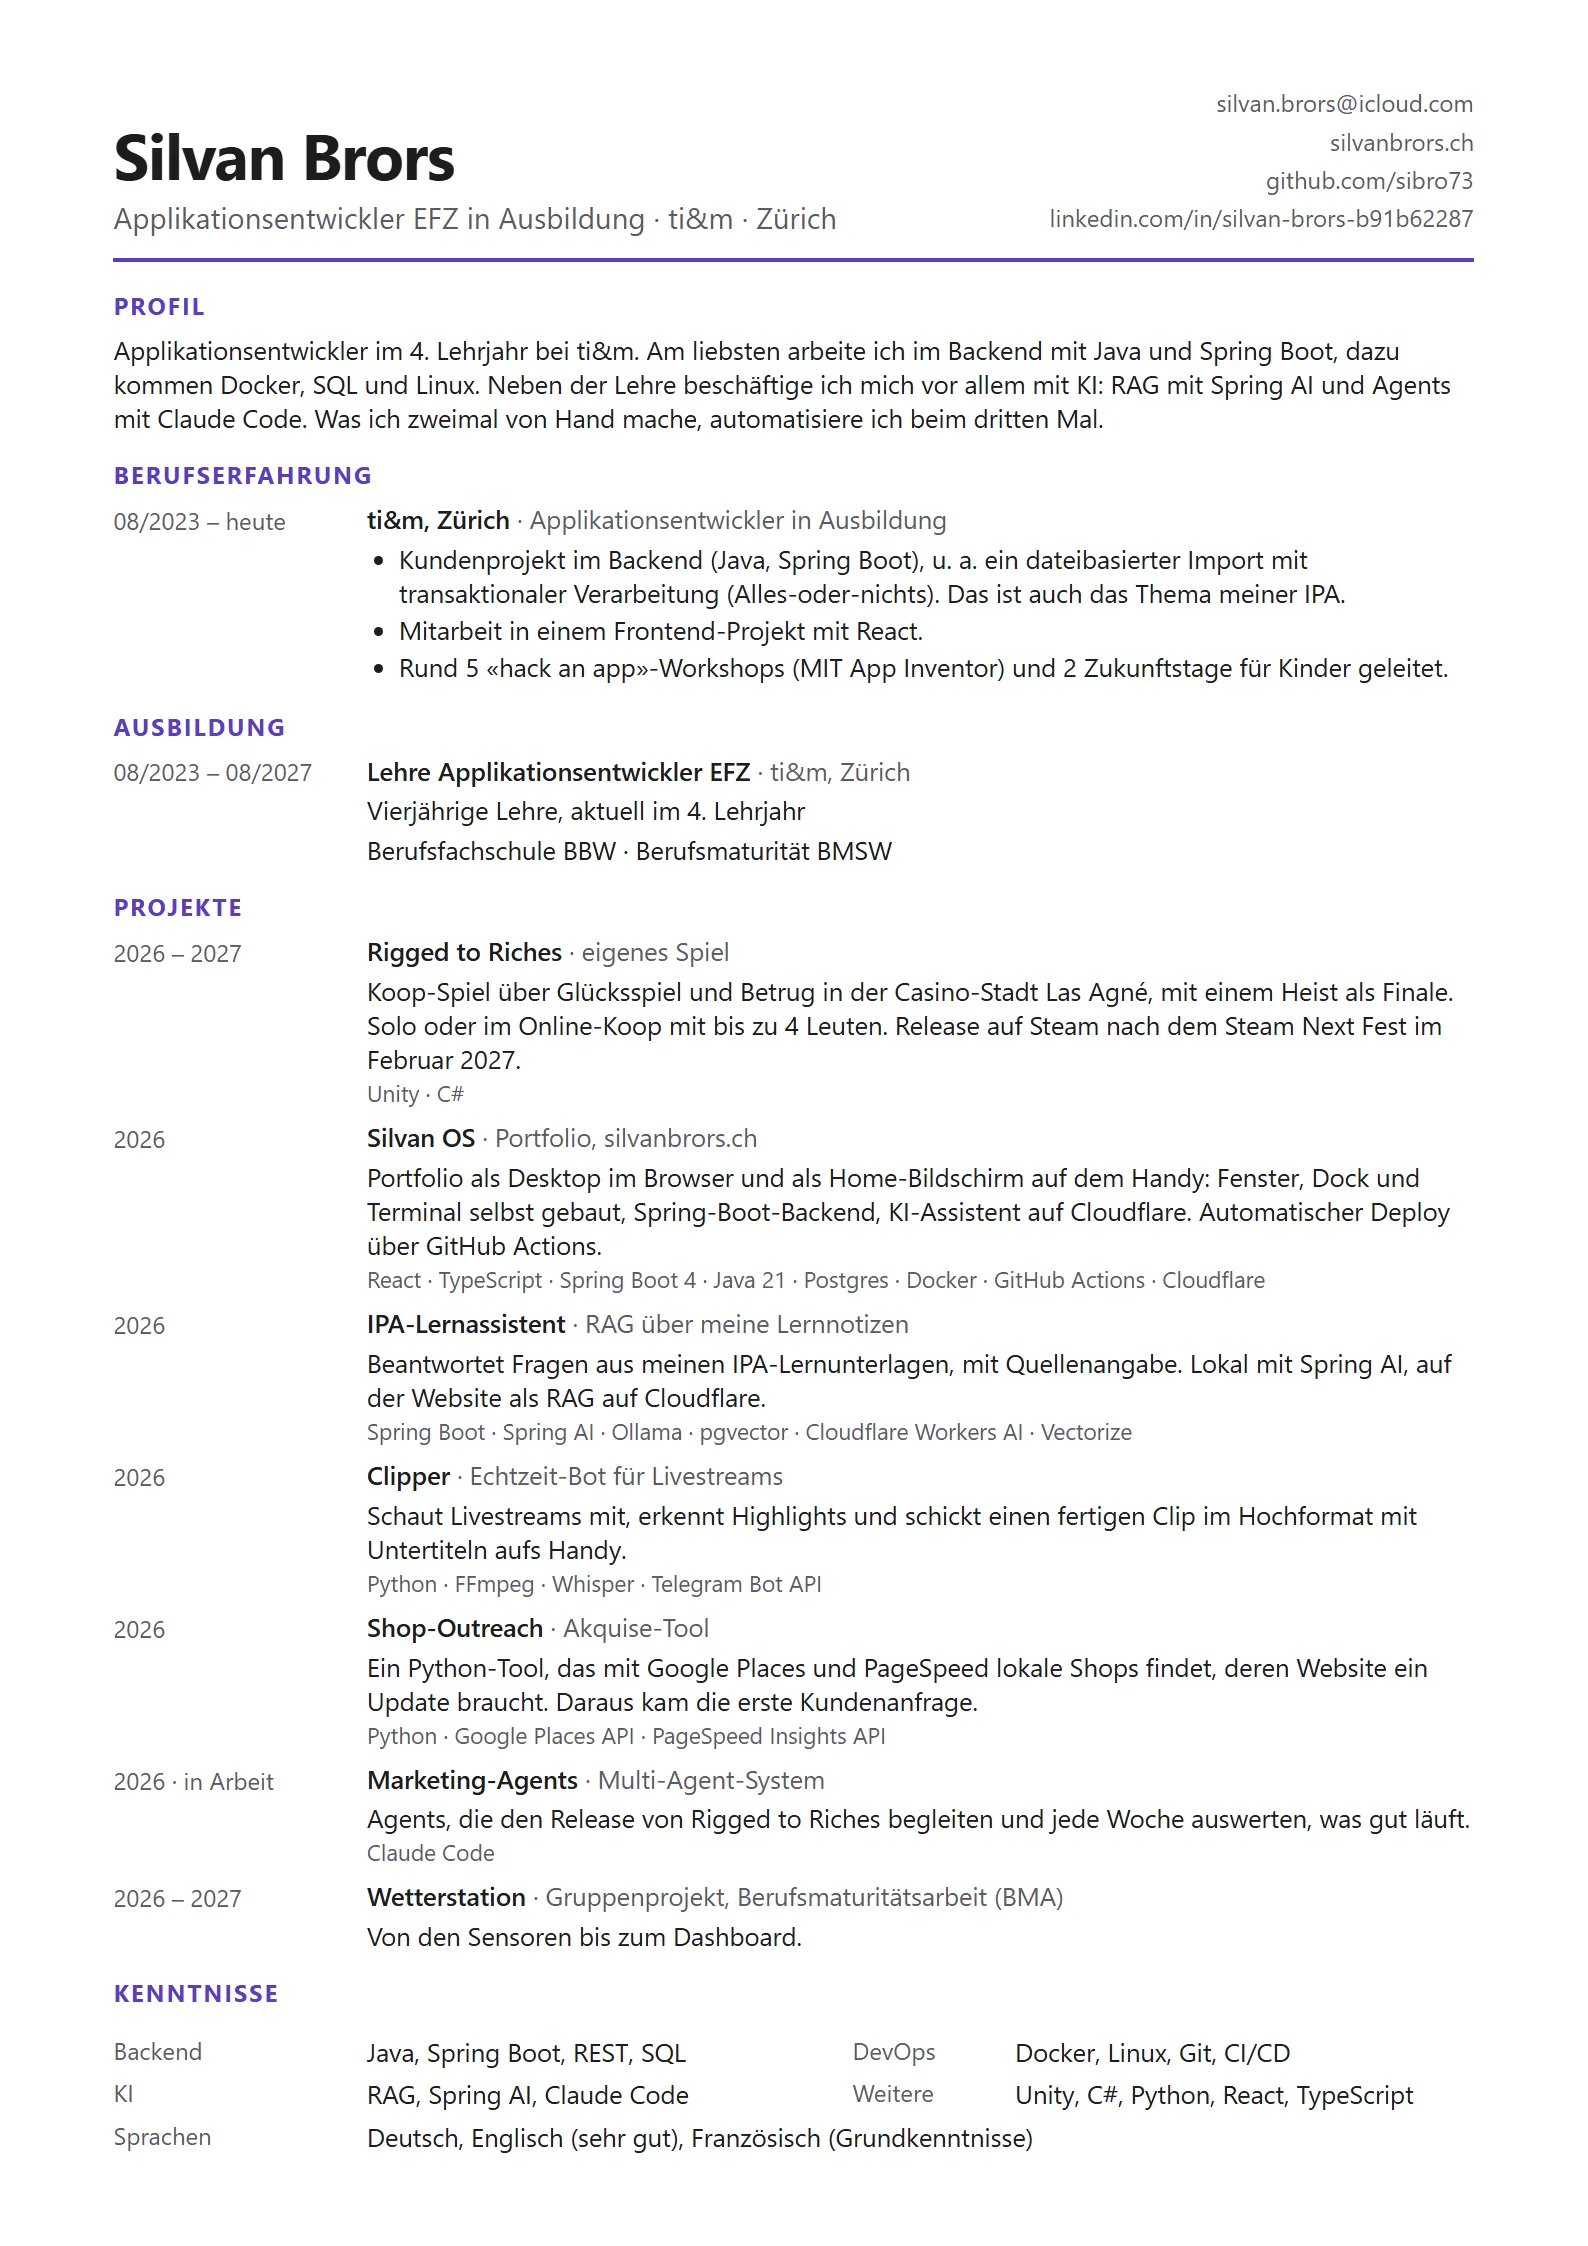 Silvan Brors
Applikationsentwickler EFZ in Ausbildung · ti&m · Zürich
silvan.brors@icloud.com
silvanbrors.ch
github.com/sibro73
linkedin.com/in/silvan-brors-b91b62287
PROFIL
Applikationsentwickler im 4. Lehrjahr bei ti&m. Am liebsten arbeite ich im Backend mit Java und Spring Boot, dazu
kommen Docker, SQL und Linux. Neben der Lehre beschäftige ich mich vor allem mit KI: RAG mit Spring AI und Agents
mit Claude Code. Was ich zweimal von Hand mache, automatisiere ich beim dritten Mal.
BERUFSERFAHRUNG
08/2023 – heute
ti&m, Zürich · Applikationsentwickler in Ausbildung
• Kundenprojekt im Backend (Java, Spring Boot), u. a. ein dateibasierter Import mit
transaktionaler Verarbeitung (Alles-oder-nichts). Das ist auch das Thema meiner IPA.
• Mitarbeit in einem Frontend-Projekt mit React.
• Rund 5 «hack an app»-Workshops (MIT App Inventor) und 2 Zukunftstage für Kinder geleitet.
AUSBILDUNG
08/2023 – 08/2027
Lehre Applikationsentwickler EFZ · ti&m, Zürich
Vierjährige Lehre, aktuell im 4. Lehrjahr
Berufsfachschule BBW · Berufsmaturität BMSW
PROJEKTE
2026 – 2027
Rigged to Riches · eigenes Spiel
Koop-Spiel über Glücksspiel und Betrug in der Casino-Stadt Las Agné, mit einem Heist als Finale.
Solo oder im Online-Koop mit bis zu 4 Leuten. Release auf Steam nach dem Steam Next Fest im
Februar 2027.
Unity · C#
2026
Silvan OS · Portfolio, silvanbrors.ch
Portfolio als Desktop im Browser und als Home-Bildschirm auf dem Handy: Fenster, Dock und
Terminal selbst gebaut, Spring-Boot-Backend, KI-Assistent auf Cloudflare. Automatischer Deploy
über GitHub Actions.
React · TypeScript · Spring Boot 4 · Java 21 · Postgres · Docker · GitHub Actions · Cloudflare
2026
IPA-Lernassistent · RAG über meine Lernnotizen
Beantwortet Fragen aus meinen IPA-Lernunterlagen, mit Quellenangabe. Lokal mit Spring AI, auf
der Website als RAG auf Cloudflare.
Spring Boot · Spring AI · Ollama · pgvector · Cloudflare Workers AI · Vectorize
2026
Clipper · Echtzeit-Bot für Livestreams
Schaut Livestreams mit, erkennt Highlights und schickt einen fertigen Clip im Hochformat mit
Untertiteln aufs Handy.
Python · FFmpeg · Whisper · Telegram Bot API
2026
Shop-Outreach · Akquise-Tool
Ein Python-Tool, das mit Google Places und PageSpeed lokale Shops findet, deren Website ein
Update braucht. Daraus kam die erste Kundenanfrage.
Python · Google Places API · PageSpeed Insights API
2026 · in Arbeit
Marketing-Agents · Multi-Agent-System
Agents, die den Release von Rigged to Riches begleiten und jede Woche auswerten, was gut läuft.
Claude Code
2026 – 2027
Wetterstation · Gruppenprojekt, Berufsmaturitätsarbeit (BMA)
Von den Sensoren bis zum Dashboard.
KENNTNISSE
Backend Java, Spring Boot, REST, SQL DevOps Docker, Linux, Git, CI/CD
KI RAG, Spring AI, Claude Code Weitere Unity, C#, Python, React, TypeScript
Sprachen Deutsch, Englisch (sehr gut), Französisch (Grundkenntnisse)